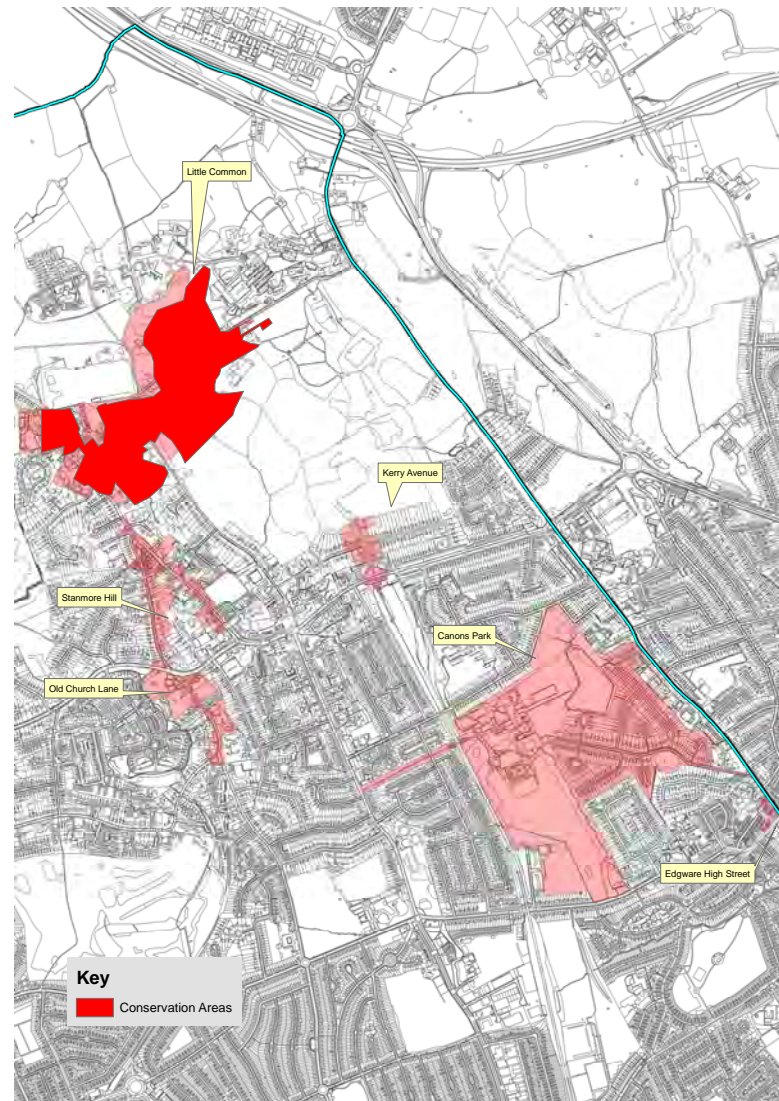 Little Common
Kerry Avenue
Stanmore Hill
Canons Park
Old Church Lane
Edgware High Street
Key
Conservation Areas